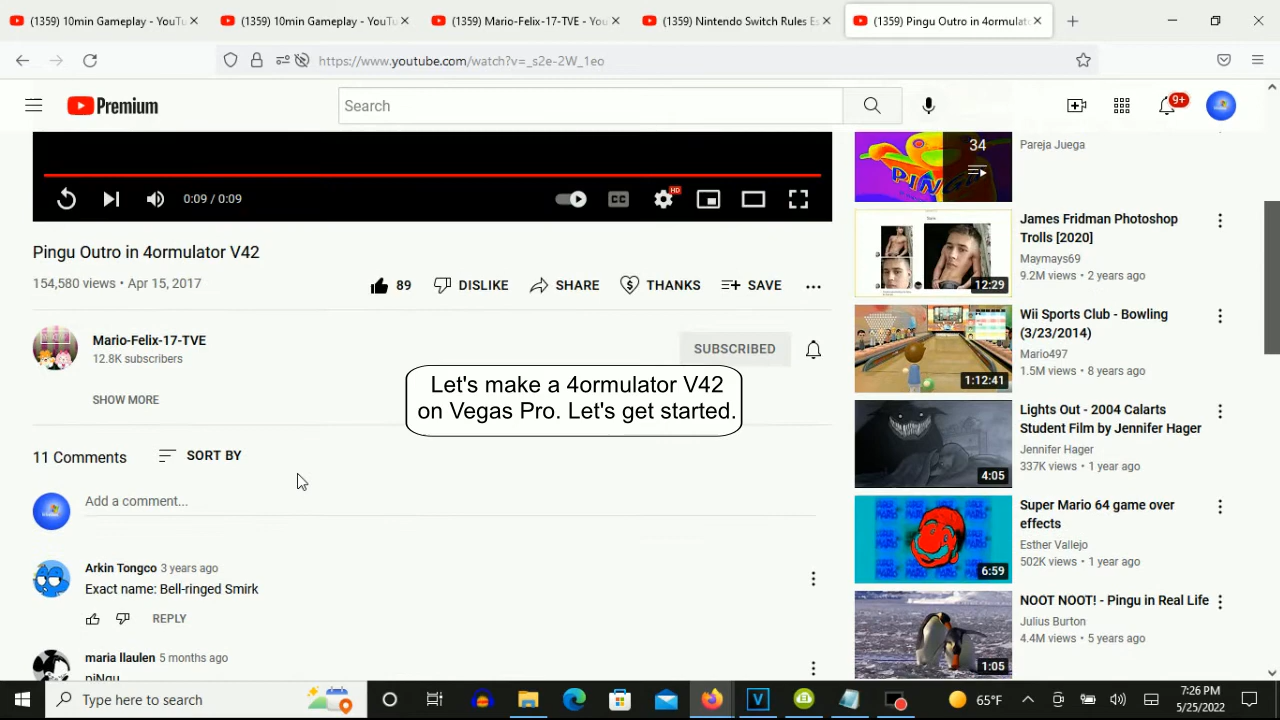 (1359) 10min Gameplay - YouTu
(1359) 10min Gameplay - YouTu
(1359) Mario-Felix-17-TVE - You
(1359) Nintendo Switch Rules Es
(1359) Pingu Outro in 4ormulato
https://www.youtube.com/watch?v=_s2e-2W_1eo
Premium
Search
9+
34
PINGU
Pareja Juega
0:09 / 0:09
CC
HD
Pingu Outro in 4ormulator V42
154,580 views • Apr 15, 2017
89
DISLIKE
SHARE
THANKS
SAVE
Mario-Felix-17-TVE
12.8K subscribers
SUBSCRIBED
SHOW MORE
Let's make a 4ormulator V42
on Vegas Pro. Let's get started.
11 Comments
SORT BY
Add a comment...
Arkin Tongco 3 years ago
Exact name: Bell-ringed Smirk
REPLY
maria llaulen 5 months ago
piNgu
James Fridman Photoshop
Trolls [2020]
Maymays69
9.2M views • 2 years ago
12:29
Wii Sports Club - Bowling
(3/23/2014)
Mario497
1.5M views • 8 years ago
1:12:41
Lights Out - 2004 Calarts
Student Film by Jennifer Hager
Jennifer Hager
337K views • 1 year ago
4:05
Super Mario 64 game over
effects
Esther Vallejo
502K views • 1 year ago
6:59
NOOT NOOT! - Pingu in Real Life
Julius Burton
4.4M views • 5 years ago
1:05
Type here to search
65°F
7:26 PM
5/25/2022